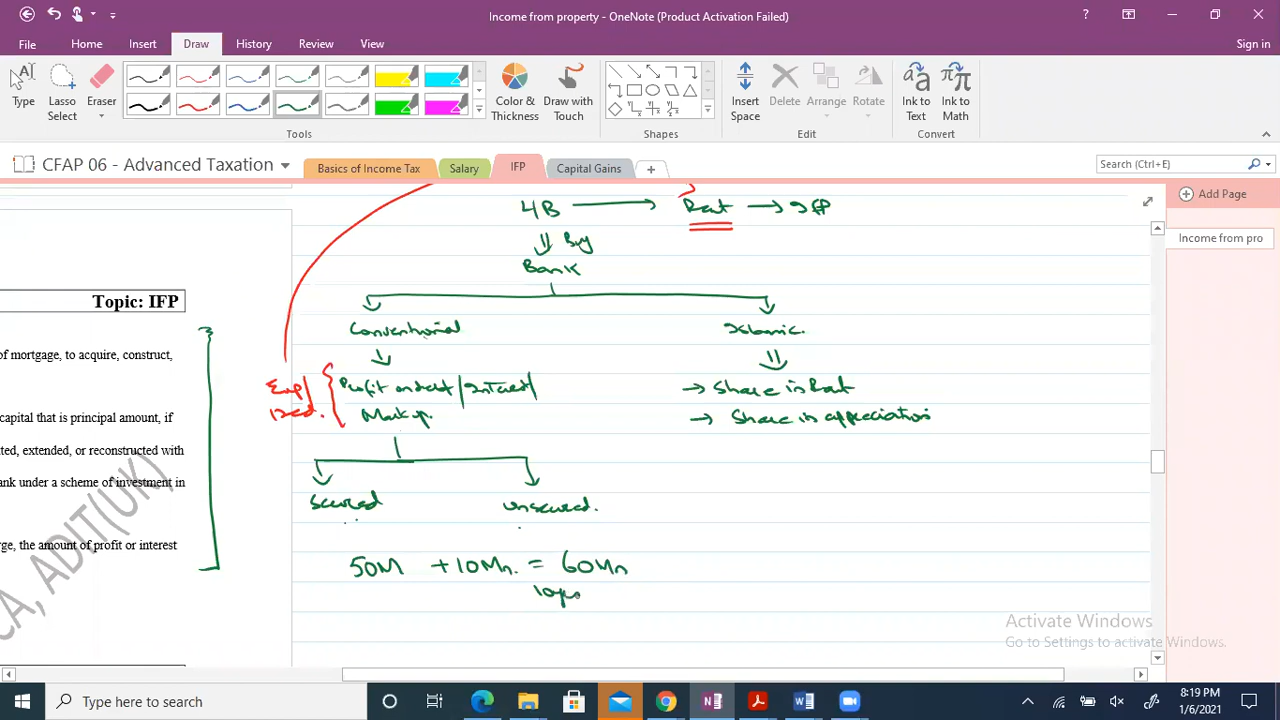 Income from property - OneNote (Product Activation Failed)
File Home Insert Draw History Review View Sign in
Type
Lasso Select
Eraser
Color & Thickness
Draw with Touch
Insert Space
Delete
Arrange
Rotate
Ink to Text
Ink to Math
Tools Shapes Edit Convert
CFAP 06 - Advanced Taxation
Basics of Income Tax Salary IFP Capital Gains
Search (Ctrl+E)
Add Page
Income from pro
Topic: IFP
of mortgage, to acquire, construct,
capital that is principal amount, if
ted, extended, or reconstructed with
ank under a scheme of investment in
rge, the amount of profit or interest
CA, ADIT(UK)
4B Rent IFP
Buy
Bank
Conventional Islamic.
Exp/ Ded.
Profit on debt/Interest/
Mark up.
Share in Rent
Share in appreciation
Secured unsecured.
50M + 10Mn. = 60Mn
Activate Windows
Go to Settings to activate Windows.
Type here to search
8:19 PM
1/6/2021